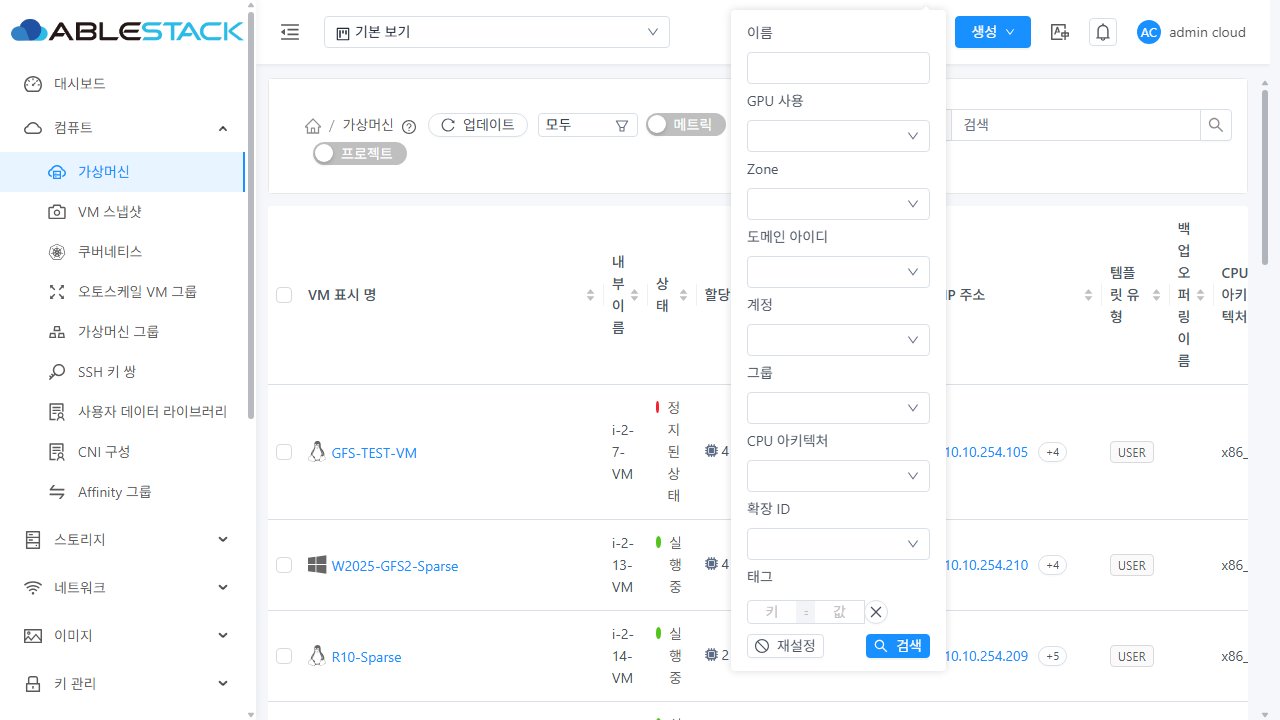 ABLESTACK
기본 보기
생성
AC admin cloud
대시보드
컴퓨트
가상머신
VM 스냅샷
쿠버네티스
오토스케일 VM 그룹
가상머신 그룹
SSH 키 쌍
사용자 데이터 라이브러리
CNI 구성
Affinity 그룹
스토리지
네트워크
이미지
키 관리
/ 가상머신
업데이트
모두
메트릭
프로젝트
검색
이름
GPU 사용
Zone
도메인 아이디
계정
그룹
CPU 아키텍처
확장 ID
태그
키 = 값
재설정
검색
VM 표시 명
내부 이름
상태
할당
IP 주소
템플릿 유형
백업 오퍼링 이름
CPU 아키텍처
GFS-TEST-VM
i-2-7-VM
정지된 상태
4
10.10.254.105
+4
USER
x86_
W2025-GFS2-Sparse
i-2-13-VM
실행 중
4
10.10.254.210
+4
USER
x86_
R10-Sparse
i-2-14-VM
실행 중
2
10.10.254.209
+5
USER
x86_